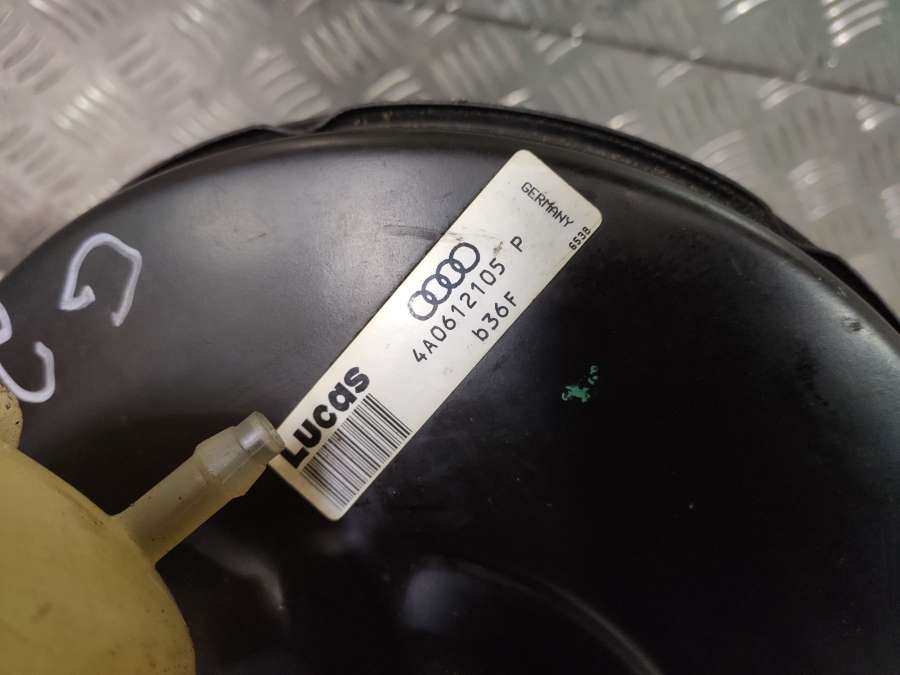 GERMANY
6538
4A0612105 P
b36F
Lucas
G